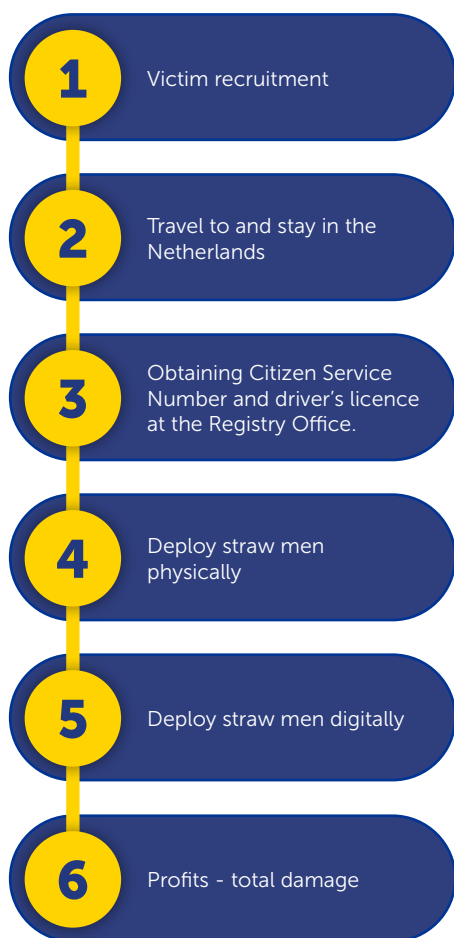 1
Victim recruitment
2
Travel to and stay in the
Netherlands
3
Obtaining Citizen Service
Number and driver's licence
at the Registry Office.
4
Deploy straw men
physically
5
Deploy straw men digitally
6
Profits - total damage